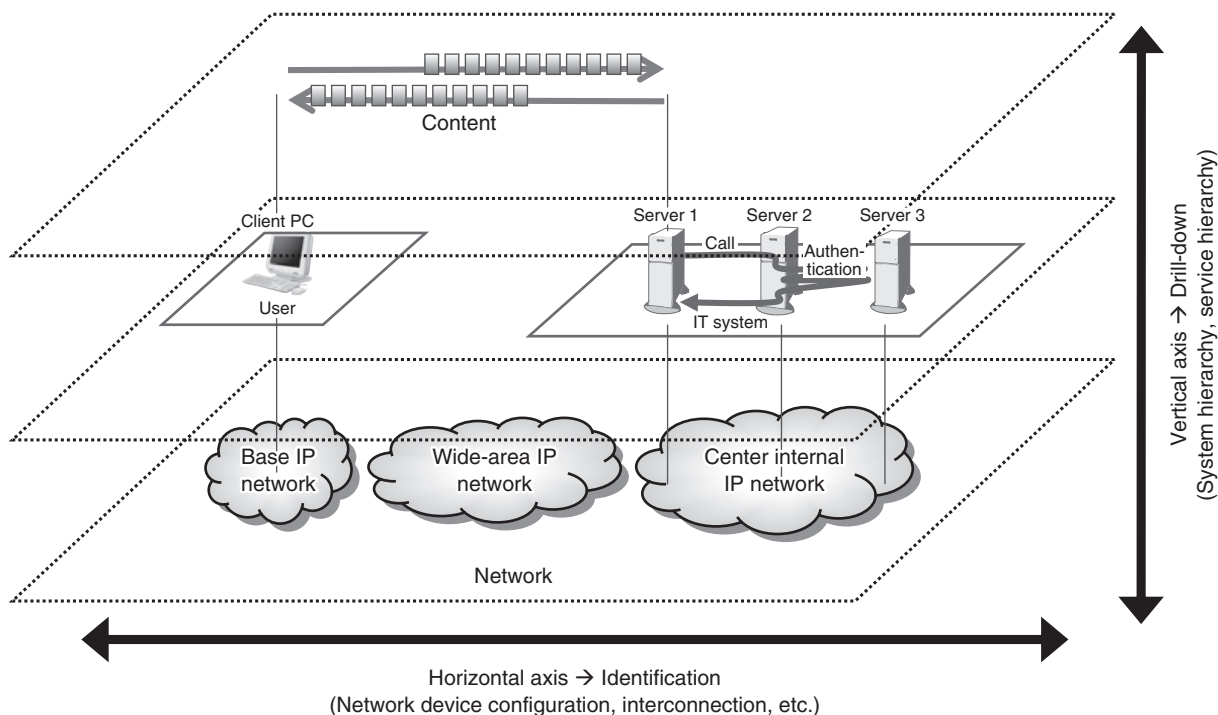 Content
Client PC
Server 1
Server 2
Server 3
Call
Authen-
tication
User
IT system
Base IP
network
Wide-area IP
network
Center internal
IP network
Network
Vertical axis → Drill-down
(System hierarchy, service hierarchy)
Horizontal axis → Identification
(Network device configuration, interconnection, etc.)